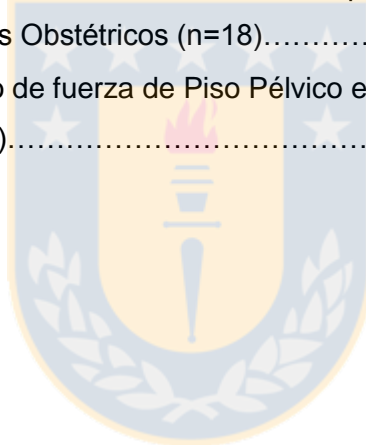 s Obstétricos (n=18)……………
o de fuerza de Piso Pélvico e
)………………………………………